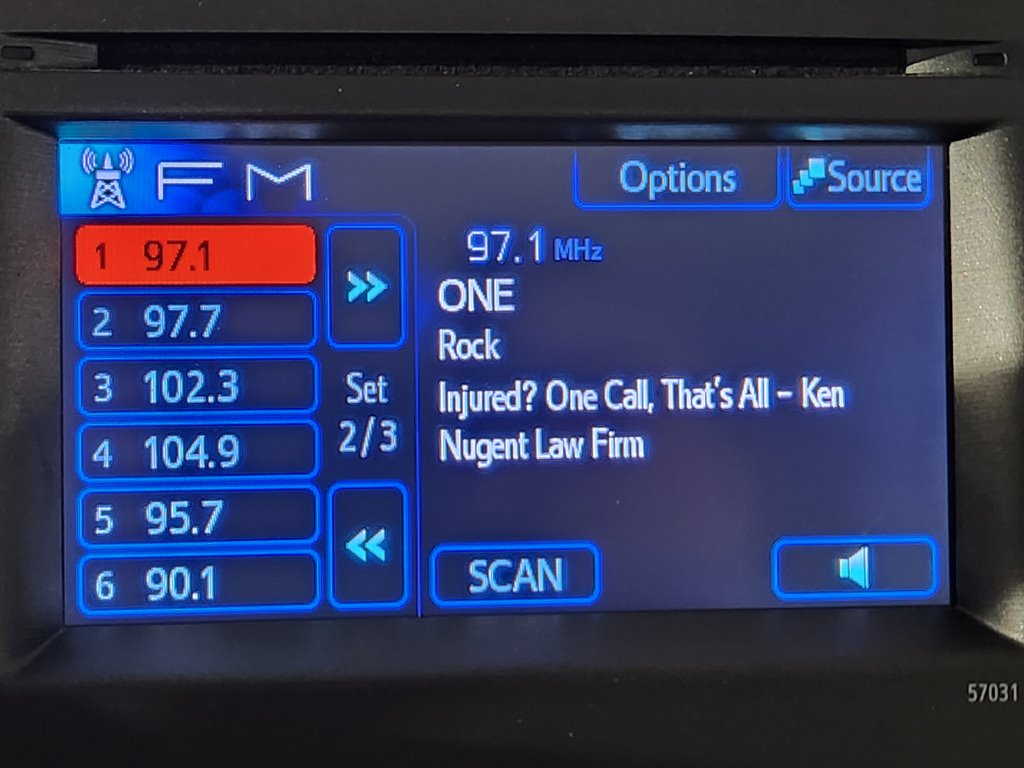 FM
Options
Source
1 97.1
2 97.7
3 102.3
4 104.9
5 95.7
6 90.1
>>
Set
2/3
<<
97.1 MHz
ONE
Rock
Injured? One Call, That's All – Ken
Nugent Law Firm
SCAN
57031